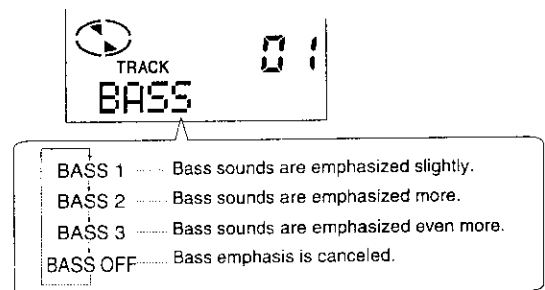 01
TRACK
BASS
BASS 1 ...... Bass sounds are emphasized slightly.
BASS 2 ...... Bass sounds are emphasized more.
BASS 3 ...... Bass sounds are emphasized even more.
BASS OFF ...... Bass emphasis is canceled.